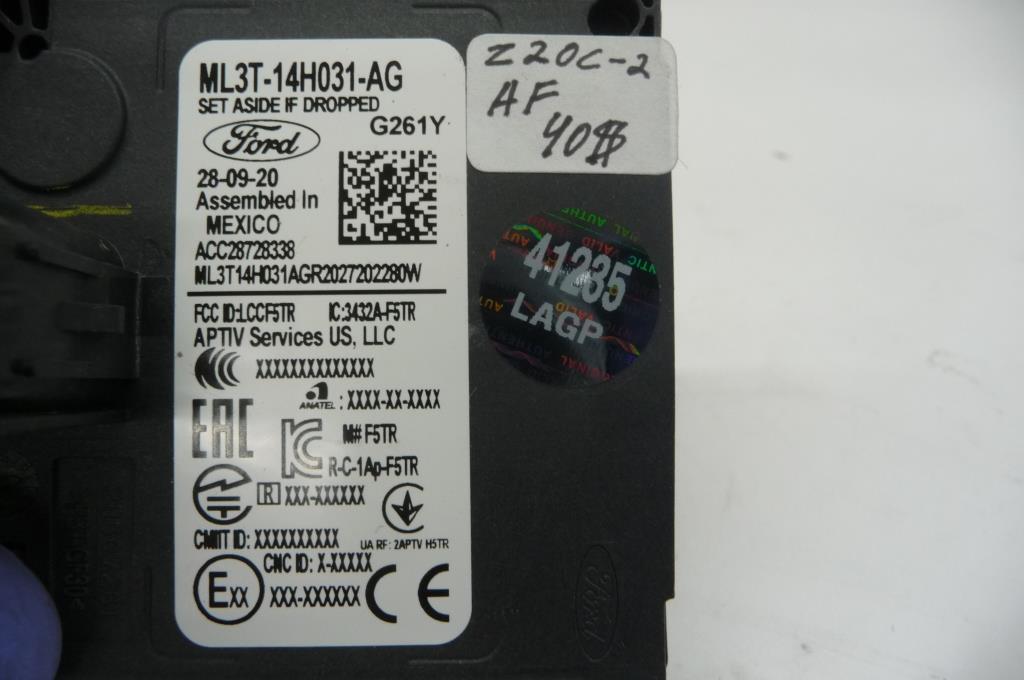 ML3T-14H031-AG
SET ASIDE IF DROPPED
Ford
G261Y
28-09-20
Assembled In
MEXICO
ACC28728338
ML3T14H031AGR2027202280W
FCC ID:LCCF5TR IC:3432A-F5TR
APTIV Services US, LLC
XXXXXXXXXXXXXX
ANATEL : XXXX-XX-XXXX
EAC
M# F5TR
R-C-1Ap-F5TR
R XXX-XXXXXX
CMIIT ID: XXXXXXXXXX
UA RF: 2APTV H5TR
CNC ID: X-XXXXX
EXX XXX-XXXXXX CE
Z20C-2
AF
40$
41235
LAGP
Ford